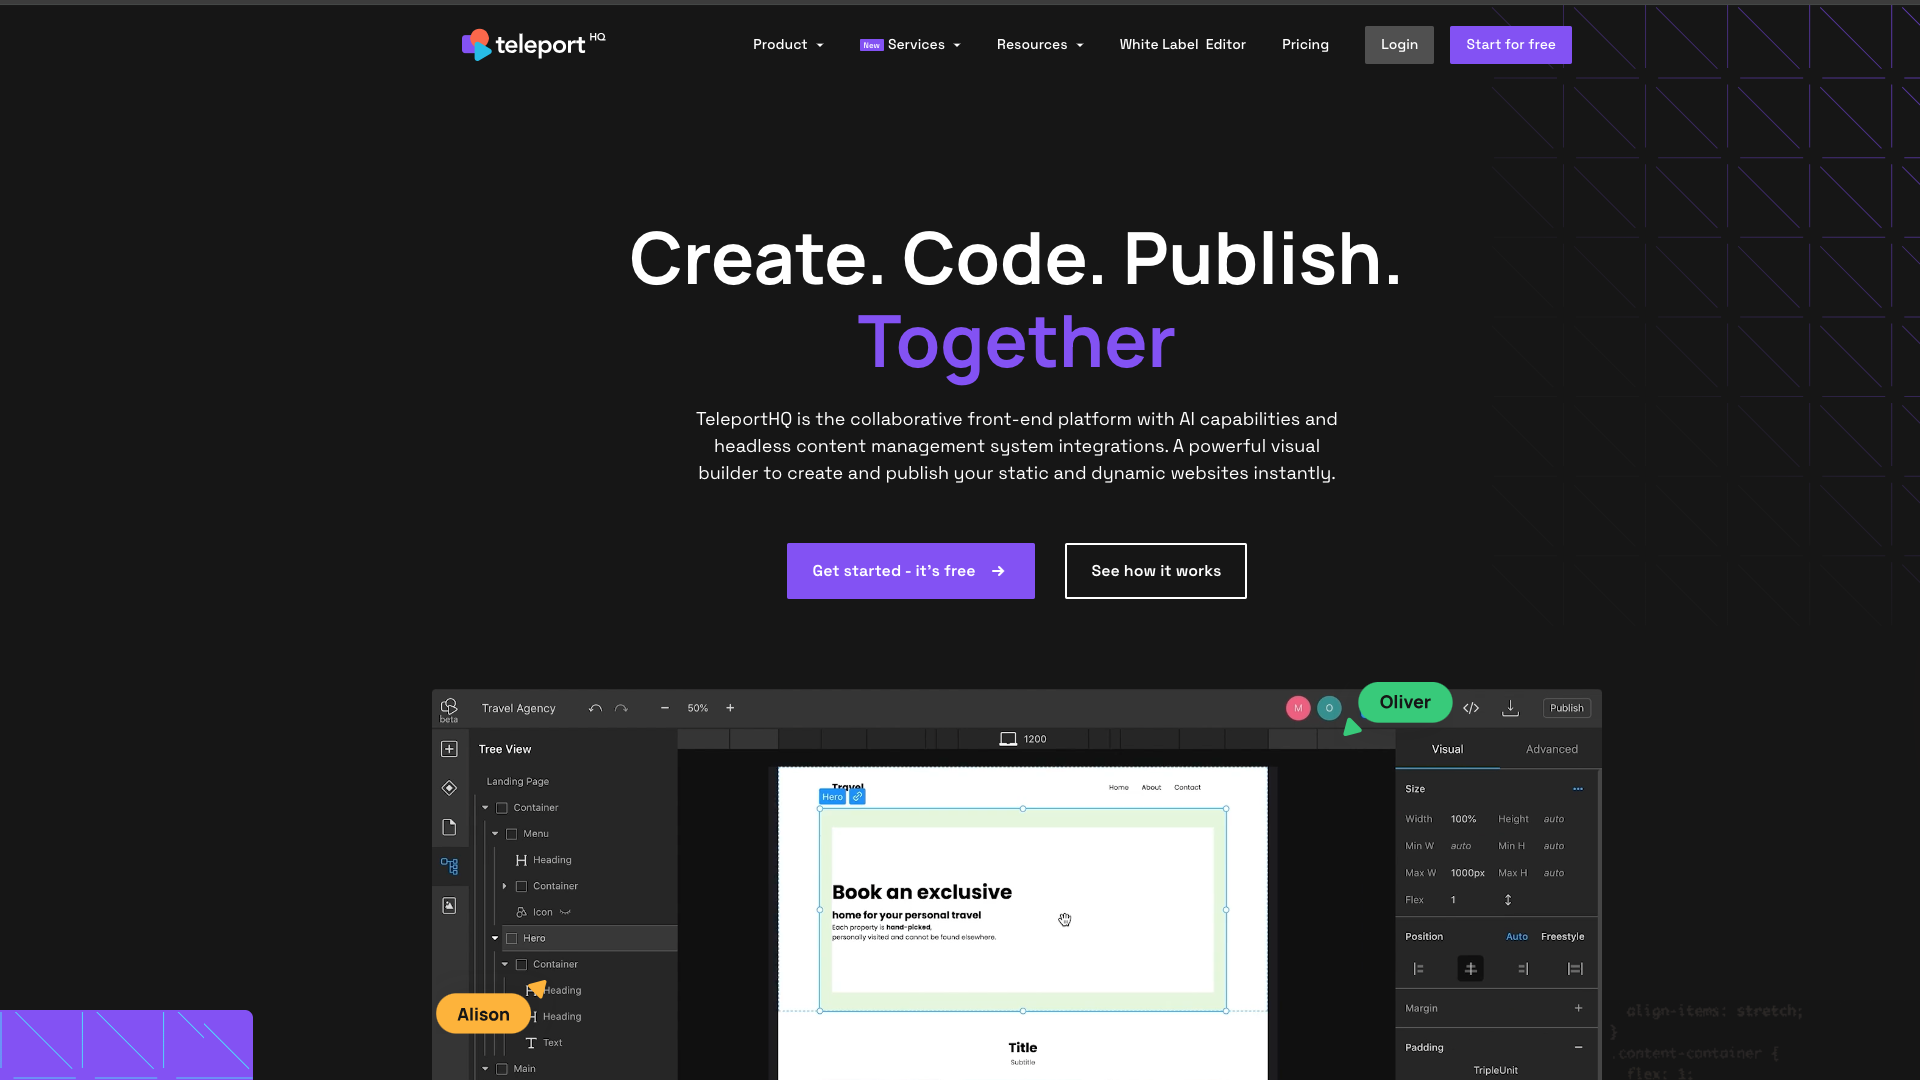 teleport HQ
Product
New Services
Resources
White Label Editor
Pricing
Login
Start for free
Create. Code. Publish.
Together
TeleportHQ is the collaborative front-end platform with AI capabilities and
headless content management system integrations. A powerful visual
builder to create and publish your static and dynamic websites instantly.
Get started - it's free
See how it works
beta
Travel Agency
50%
M
O
Oliver
Publish
Tree View
1200
Visual
Advanced
Landing Page
Container
Menu
Heading
Container
Icon
Hero
Container
Heading
Heading
Text
Main
Alison
Travel
Home
About
Contact
Hero
Book an exclusive
home for your personal travel
Each property is hand-picked,
personally visited and cannot be found elsewhere.
Title
Subtitle
Size
Width 100% Height auto
Min W auto Min H auto
Max W 1000px Max H auto
Flex 1
Position Auto Freestyle
Margin
Padding
TripleUnit
align-items: stretch;
}
.content-container {
flex: 1;